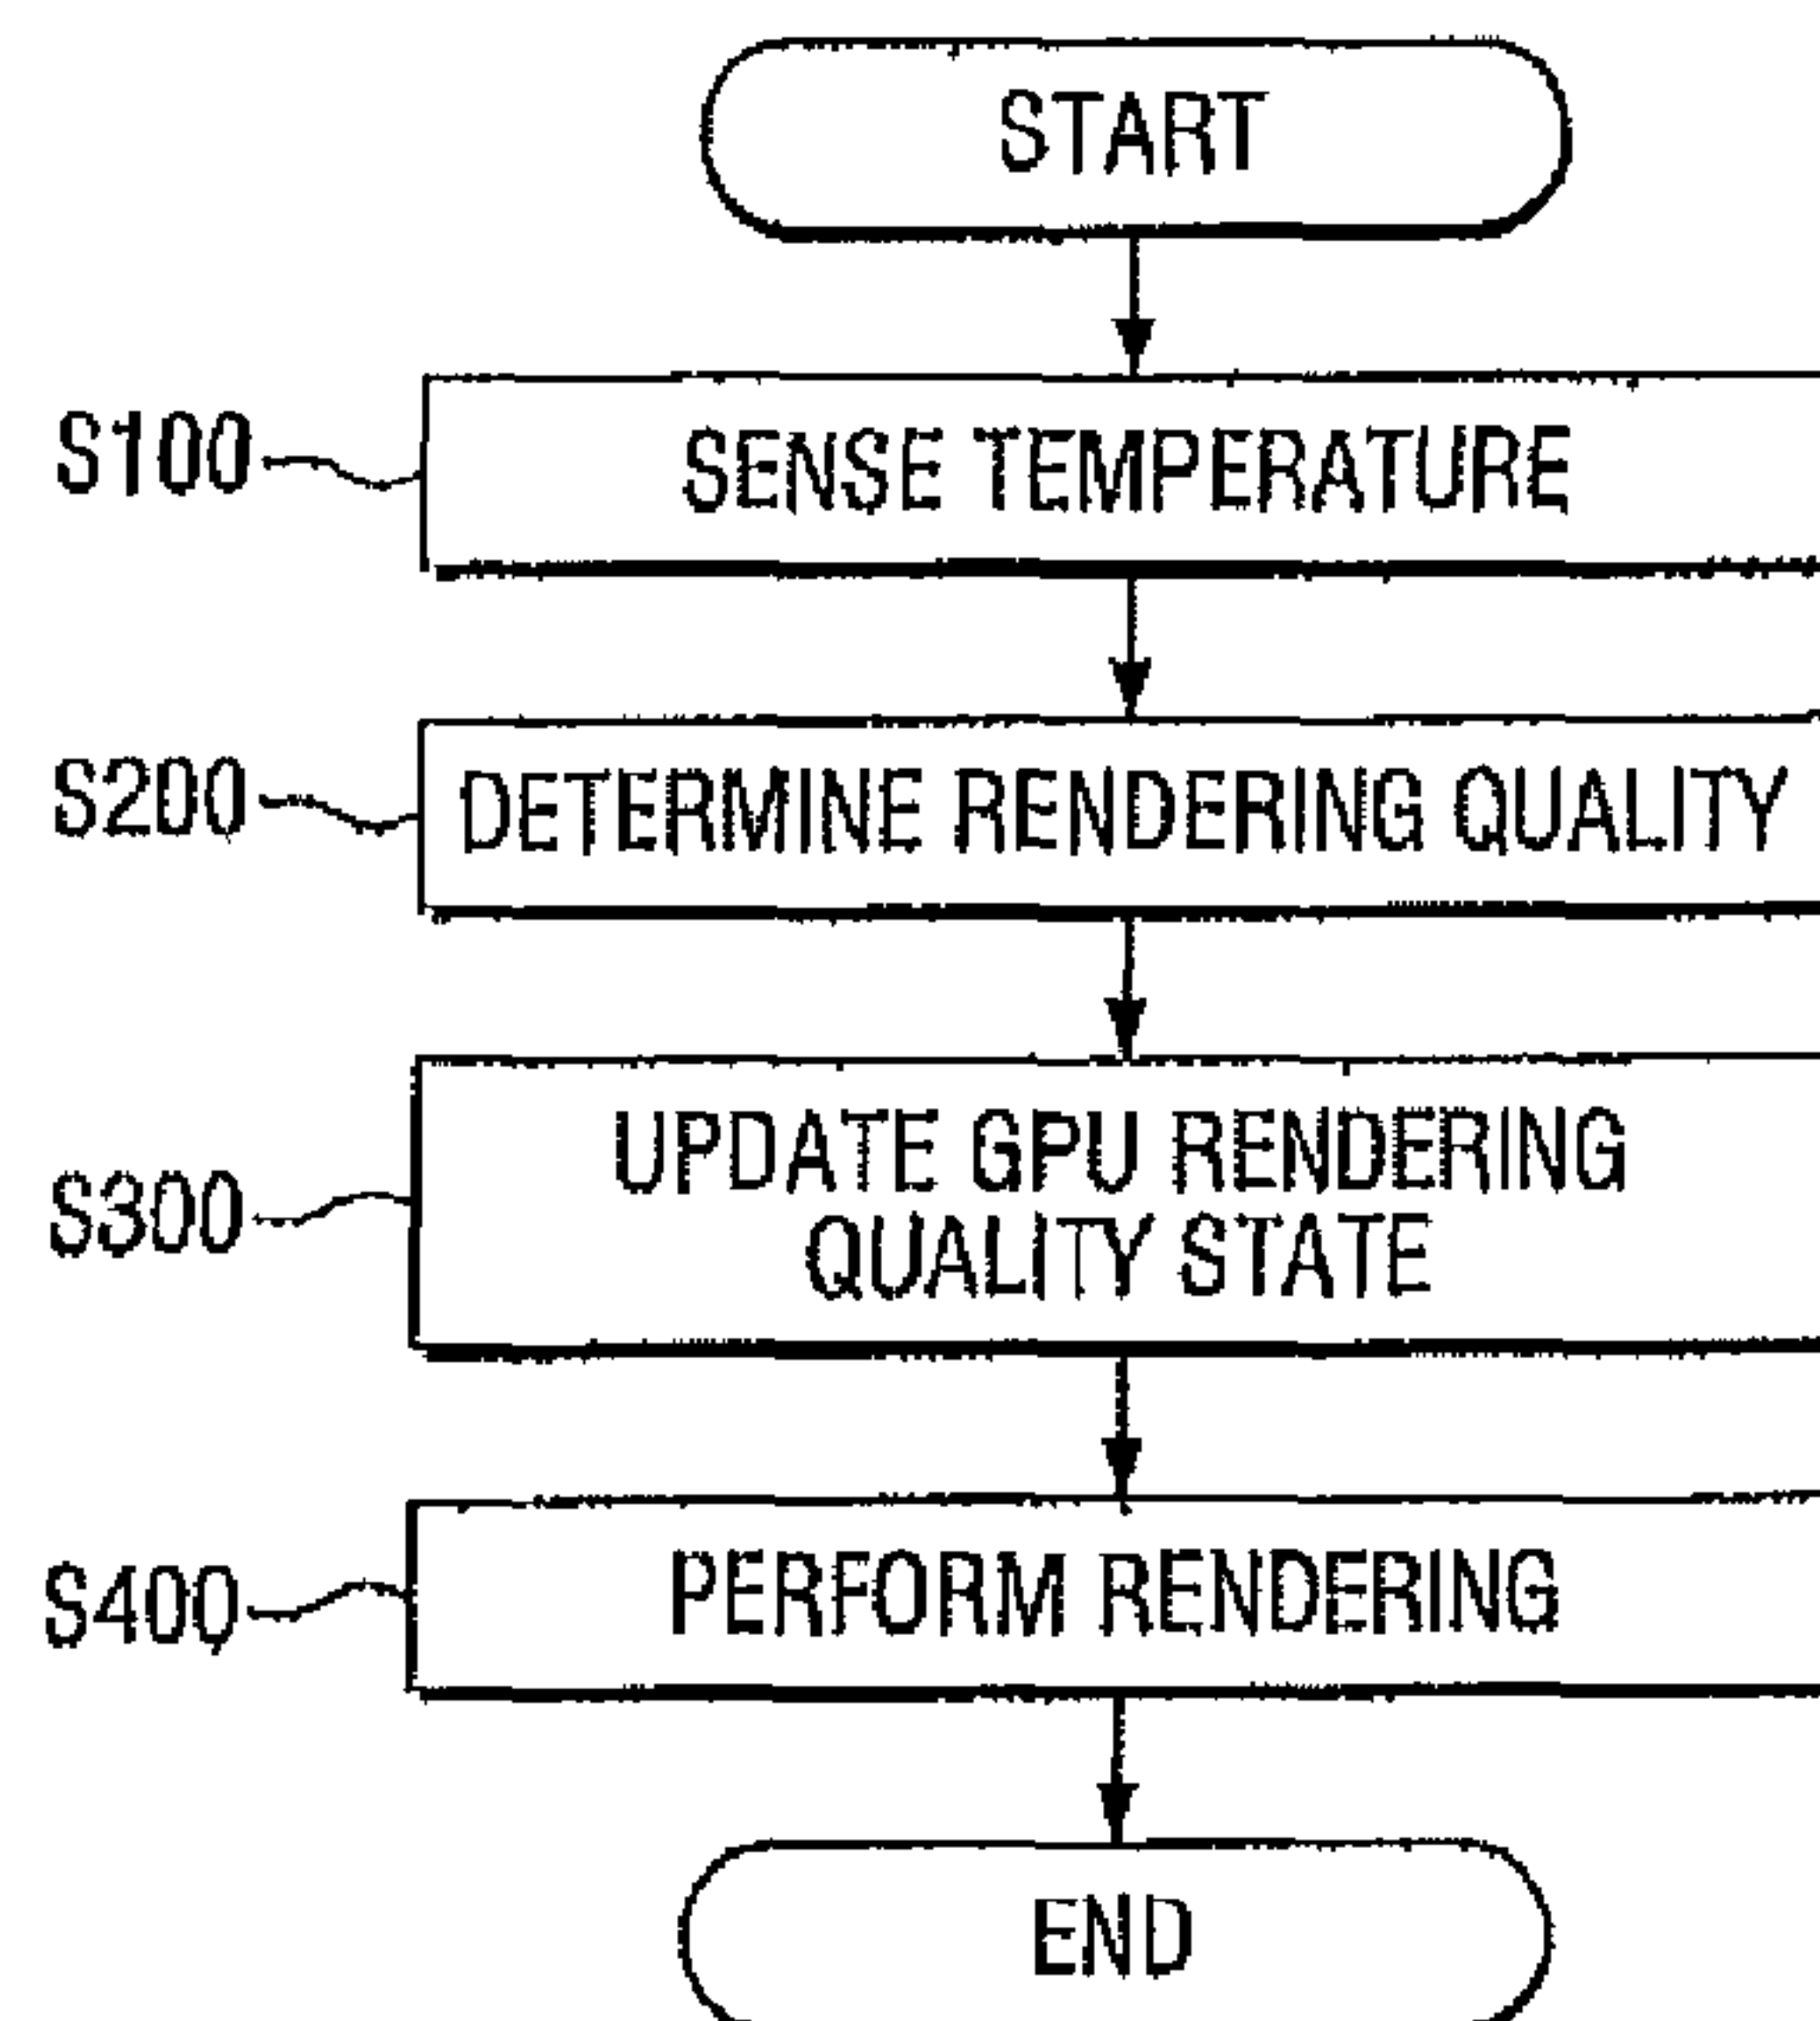 START
S100
SENSE TEMPERATURE
S200
DETERMINE RENDERING QUALITY
S300
UPDATE GPU RENDERING
QUALITY STATE
S400
PERFORM RENDERING
END